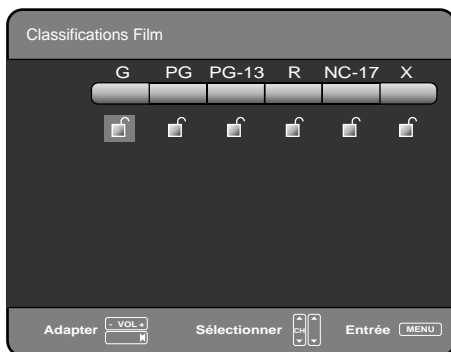 Classifications Film
G PG PG-13 R NC-17 X
Adapter - VOL + Sélectionner CH Entrée MENU